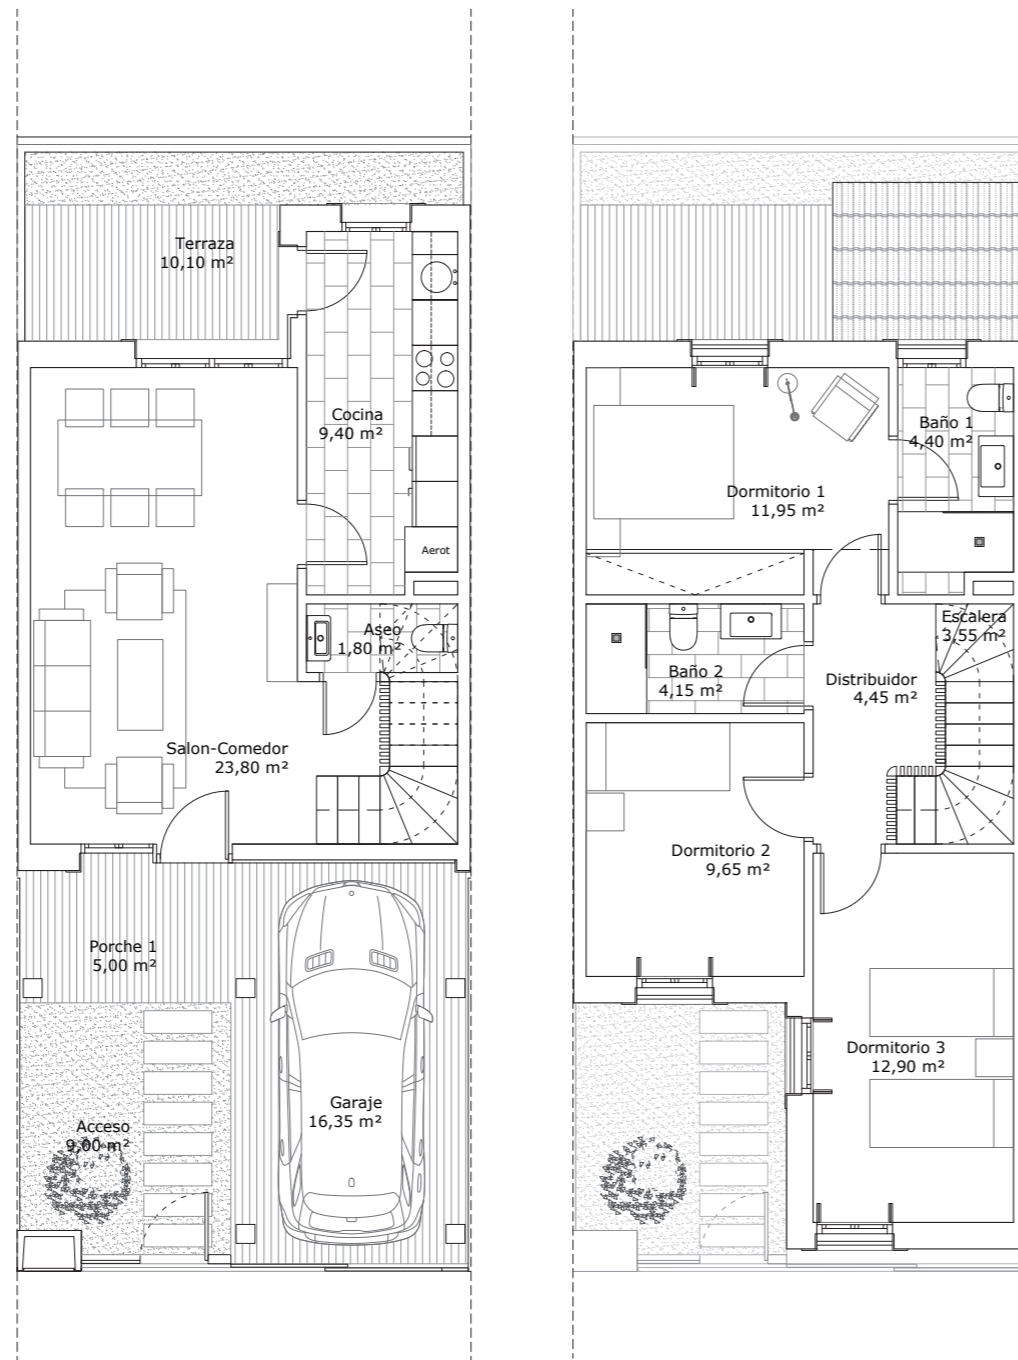 Terraza
10,10 m²
Cocina
9,40 m²
Aerot
Aseo
1,80 m²
Salon-Comedor
23,80 m²
Porche 1
5,00 m²
Garaje
16,35 m²
Acceso
9,00 m²
Baño 1
4,40 m²
Dormitorio 1
11,95 m²
Escalera
3,55 m²
Baño 2
4,15 m²
Distribuidor
4,45 m²
Dormitorio 2
9,65 m²
Dormitorio 3
12,90 m²